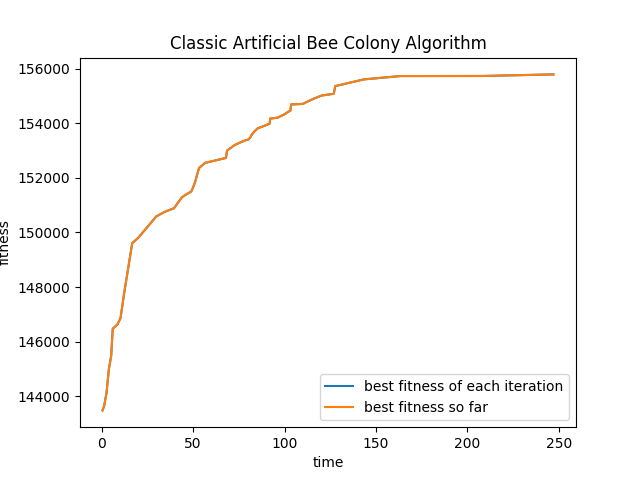 Classic Artificial Bee Colony Algorithm
156000
154000
152000
150000
148000
146000
144000
fitness
0
50
100
150
200
250
time
best fitness of each iteration
best fitness so far